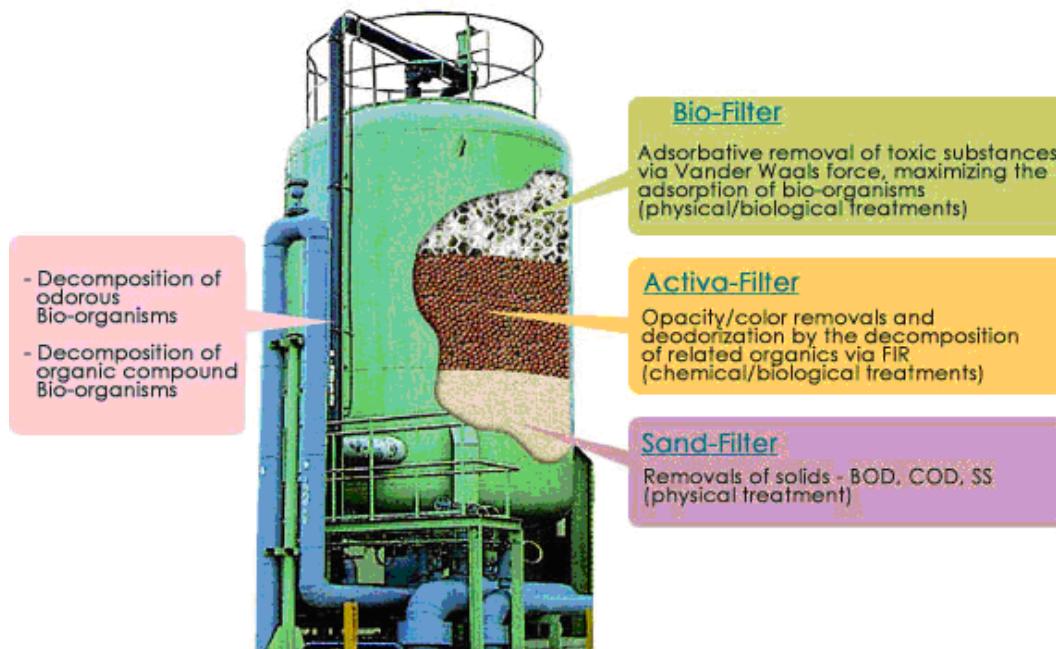 Bio-Filter
Adsorbative removal of toxic substances
via Vander Waals force, maximizing the
adsorption of bio-organisms
(physical/biological treatments)
- Decomposition of
odorous
Bio-organisms
- Decomposition of
organic compound
Bio-organisms
Activa-Filter
Opacity/color removals and
deodorization by the decomposition
of related organics via FIR
(chemical/biological treatments)
Sand-Filter
Removals of solids - BOD, COD, SS
(physical treatment)